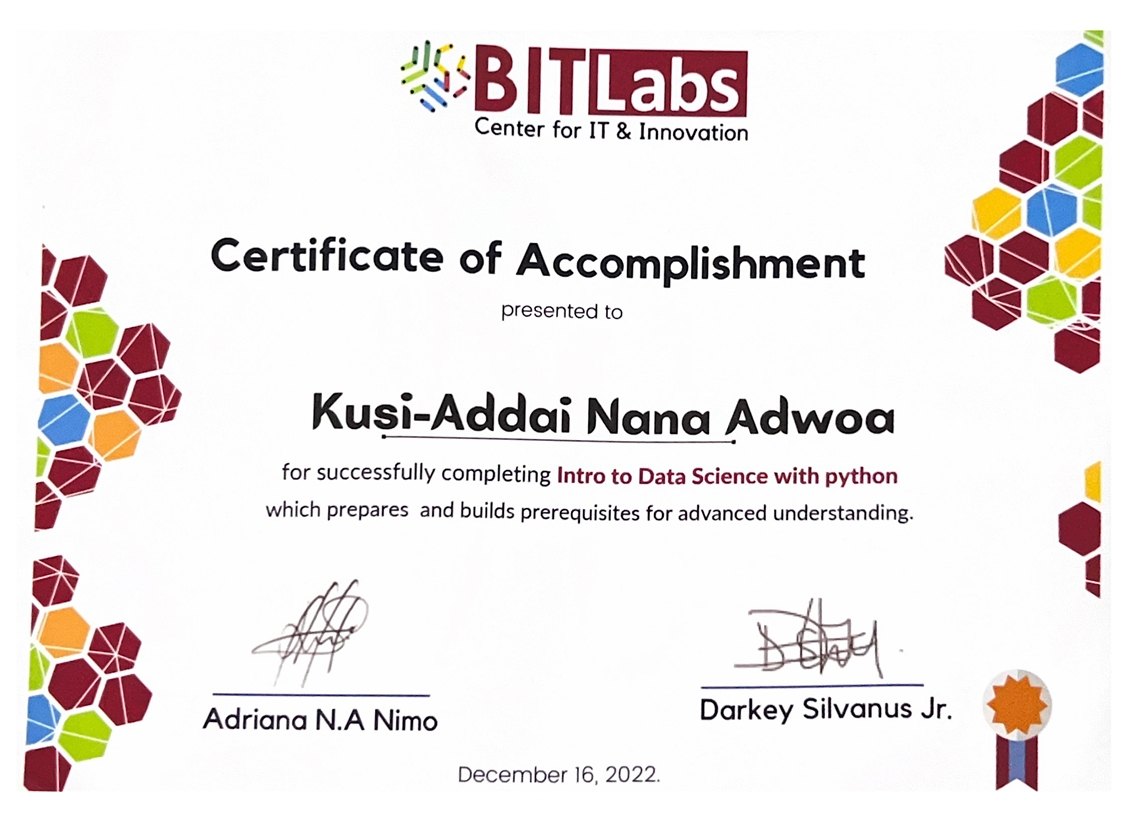 BITLabs
Center for IT & Innovation
Certificate of Accomplishment
presented to
Kusi-Addai Nana Adwoa
for successfully completing Intro to Data Science with python
which prepares and builds prerequisites for advanced understanding.
Adriana N.A Nimo
Darkey Silvanus Jr.
December 16, 2022.